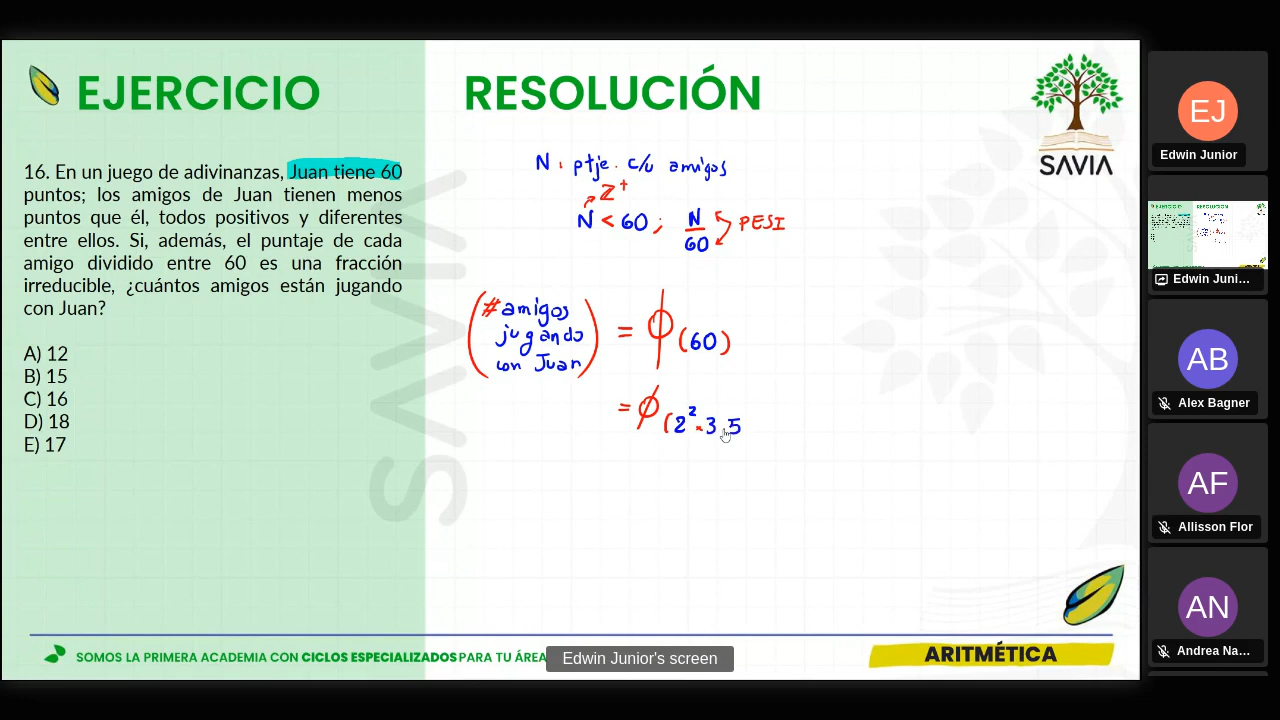 EJERCICIO
16. En un juego de adivinanzas, Juan tiene 60
puntos; los amigos de Juan tienen menos
puntos que él, todos positivos y diferentes
entre ellos. Si, además, el puntaje de cada
amigo dividido entre 60 es una fracción
irreducible, ¿cuántos amigos están jugando
con Juan?
A) 12
B) 15
C) 16
D) 18
E) 17
SAVIA
RESOLUCIÓN
N : ptje. c/u amigos
Z⁺
N < 60 ; N/60 PESI
(# amigos
jugando
con Juan) = ϕ(60)
= ϕ(2².3.5
SAVIA
SOMOS LA PRIMERA ACADEMIA CON CICLOS ESPECIALIZADOS PARA TU ÁREA
ARITMÉTICA
Edwin Junior's screen
EJ
Edwin Junior
Edwin Juni...
AB
Alex Bagner
AF
Allisson Flor
AN
Andrea Na...